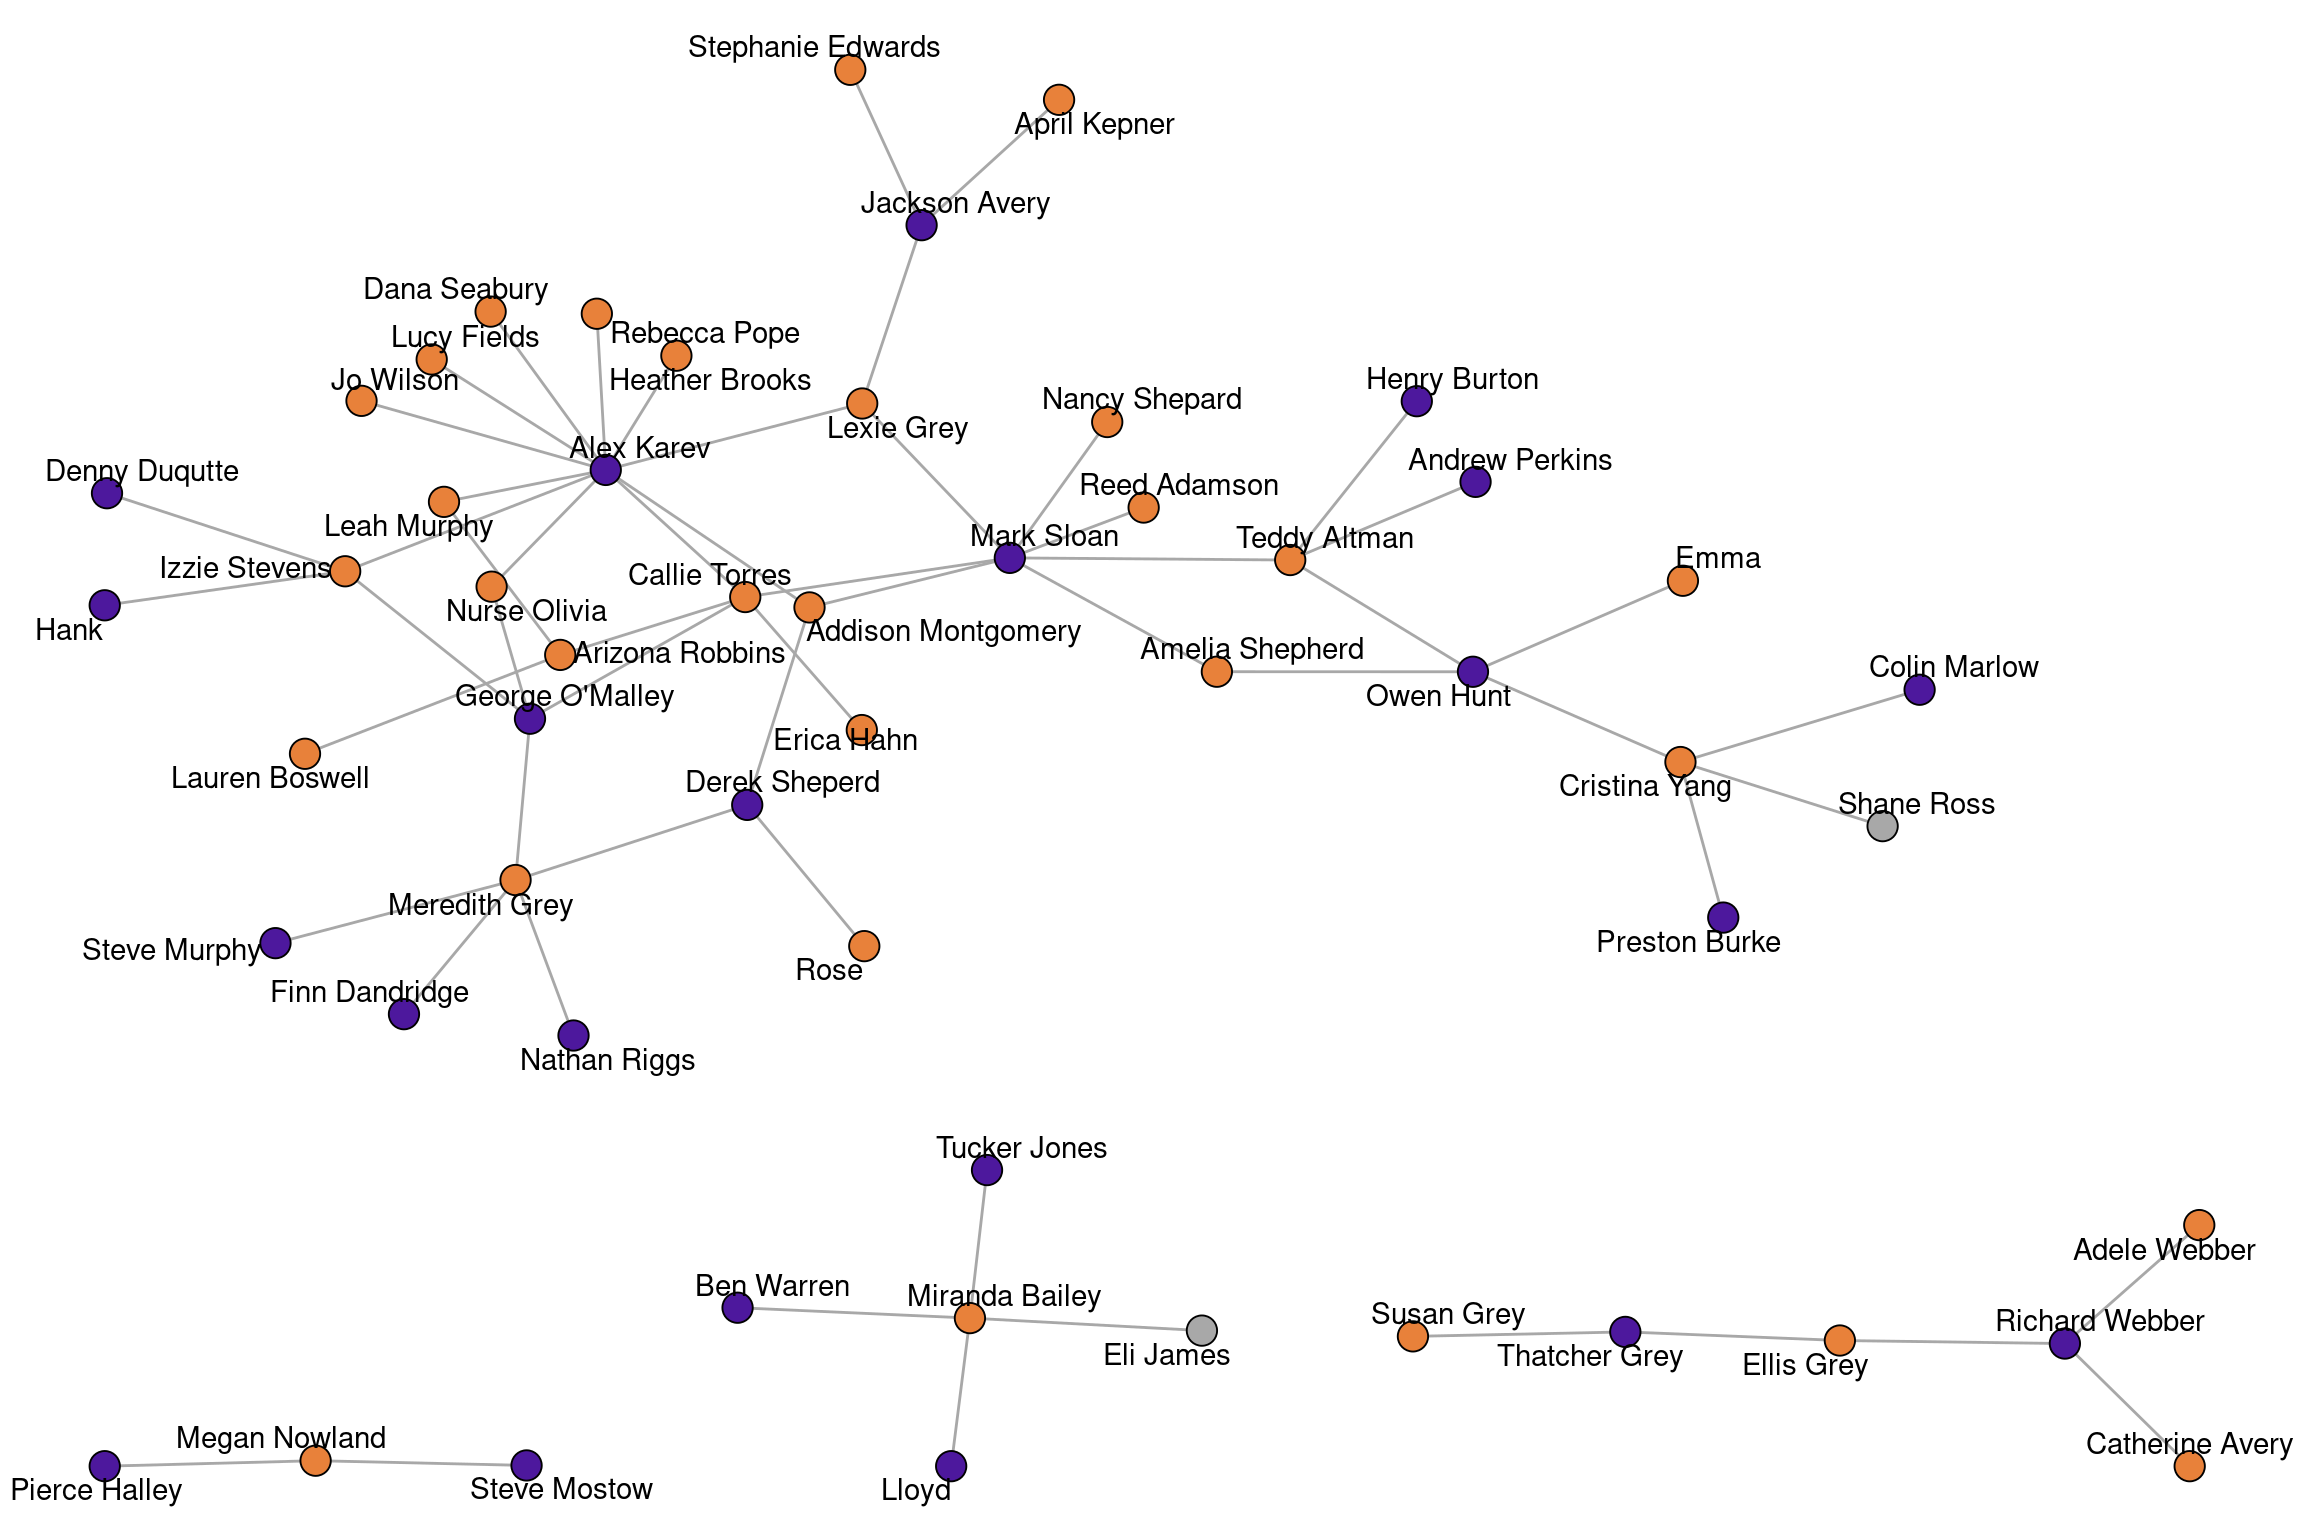 Stephanie Edwards
April Kepner
Jackson Avery
Dana Seabury
Lucy Fields
Rebecca Pope
Jo Wilson
Heather Brooks
Henry Burton
Nancy Shepard
Lexie Grey
Alex Karev
Andrew Perkins
Denny Duqutte
Reed Adamson
Leah Murphy
Mark Sloan
Teddy Altman
Emma
Izzie Stevens
Callie Torres
Nurse Olivia
Hank
Addison Montgomery
Amelia Shepherd
Arizona Robbins
Colin Marlow
George O'Malley
Owen Hunt
Erica Hahn
Lauren Boswell
Derek Sheperd
Cristina Yang
Shane Ross
Meredith Grey
Preston Burke
Steve Murphy
Rose
Finn Dandridge
Nathan Riggs
Tucker Jones
Adele Webber
Ben Warren
Miranda Bailey
Susan Grey
Richard Webber
Eli James
Thatcher Grey
Ellis Grey
Megan Nowland
Catherine Avery
Pierce Halley
Steve Mostow
Lloyd